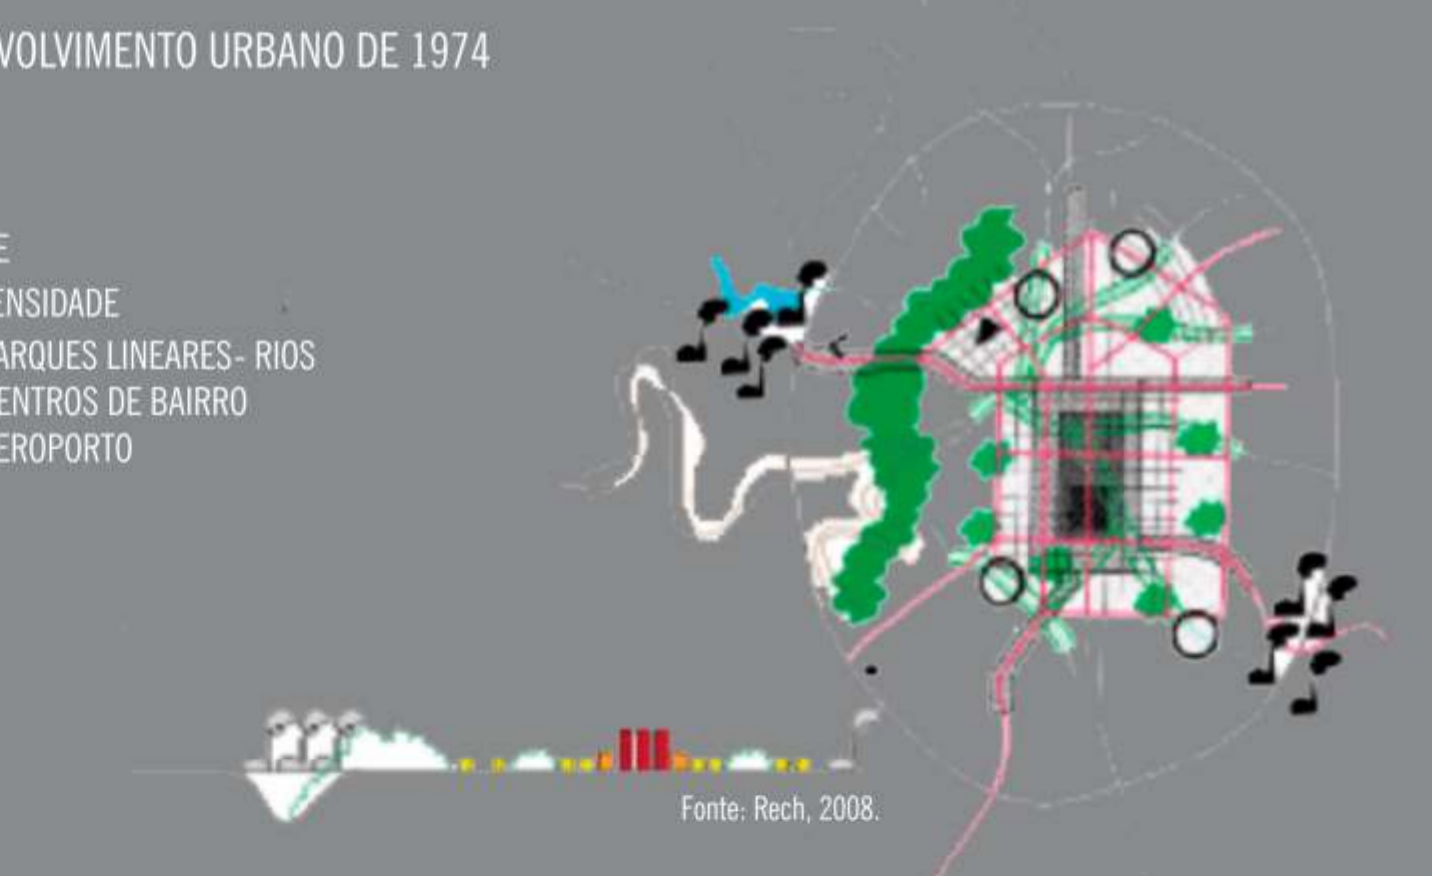 VOLVIMENTO URBANO DE 1974
E
ENSIDADE
ARQUES LINEARES- RIOS
ENTROS DE BAIRRO
EROPORTO
Fonte: Rech, 2008.